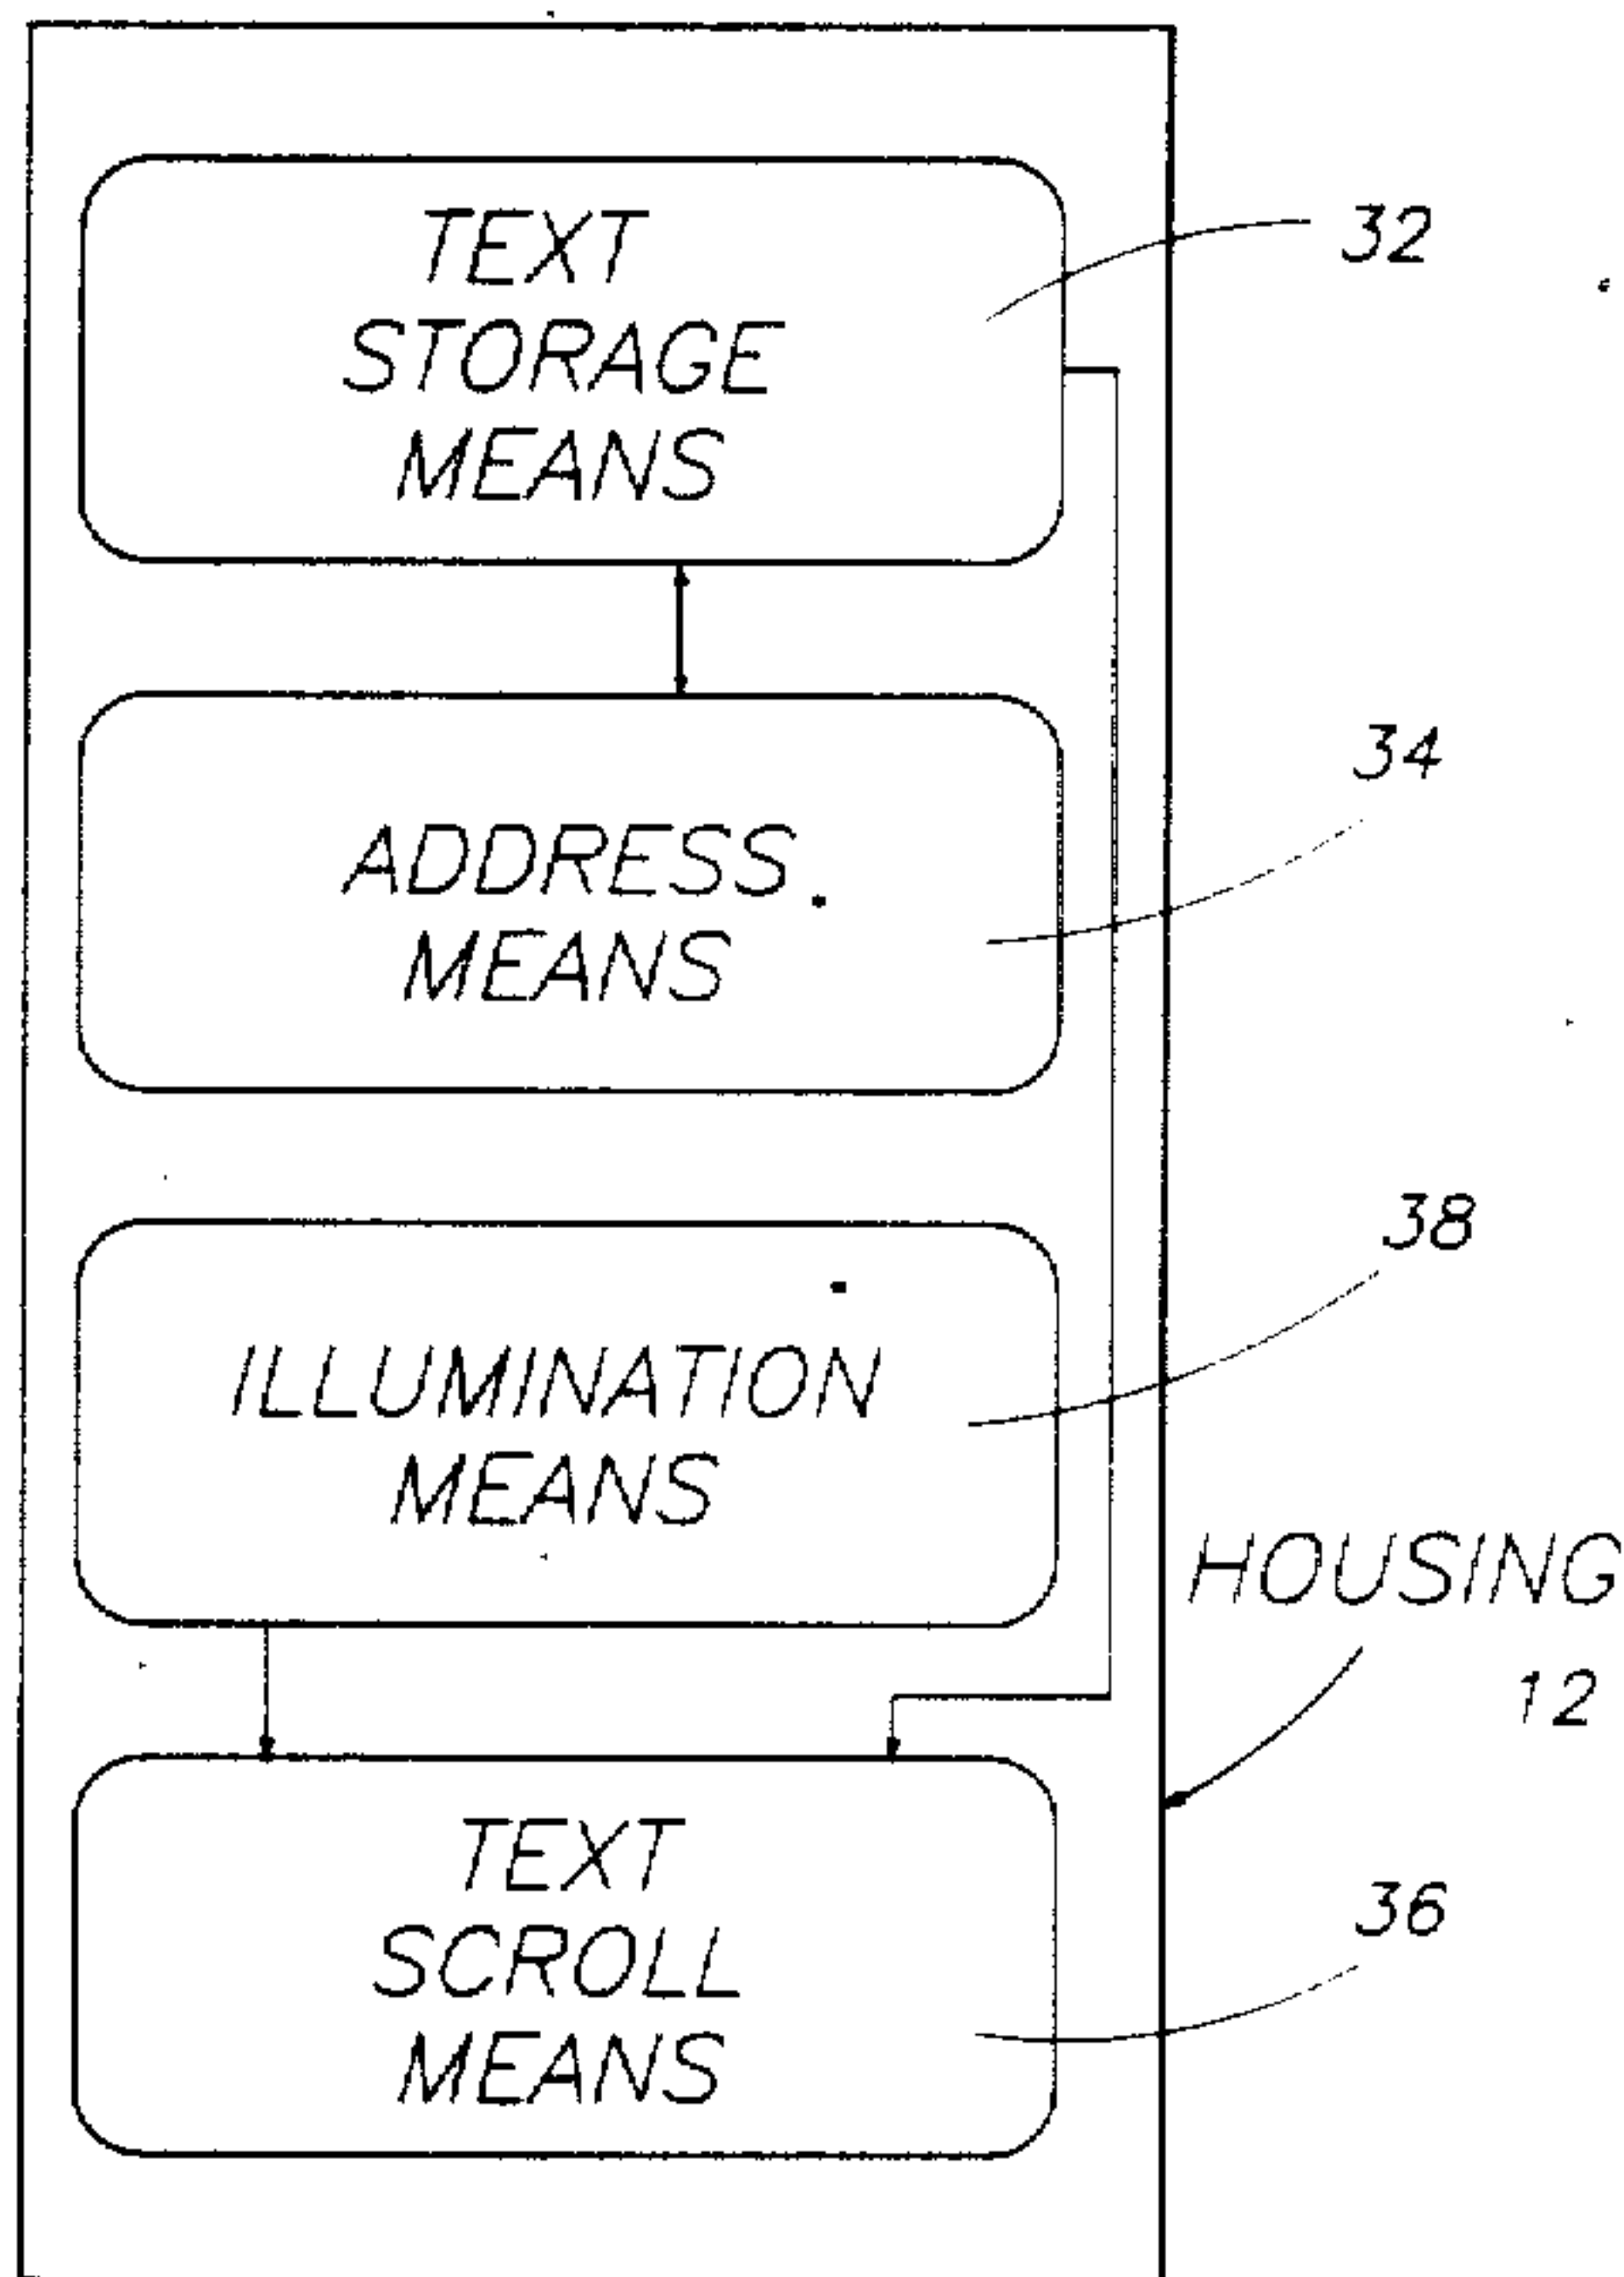 TEXT
STORAGE
MEANS
32
ADDRESS
MEANS
34
ILLUMINATION
MEANS
38
HOUSING
12
TEXT
SCROLL
MEANS
36